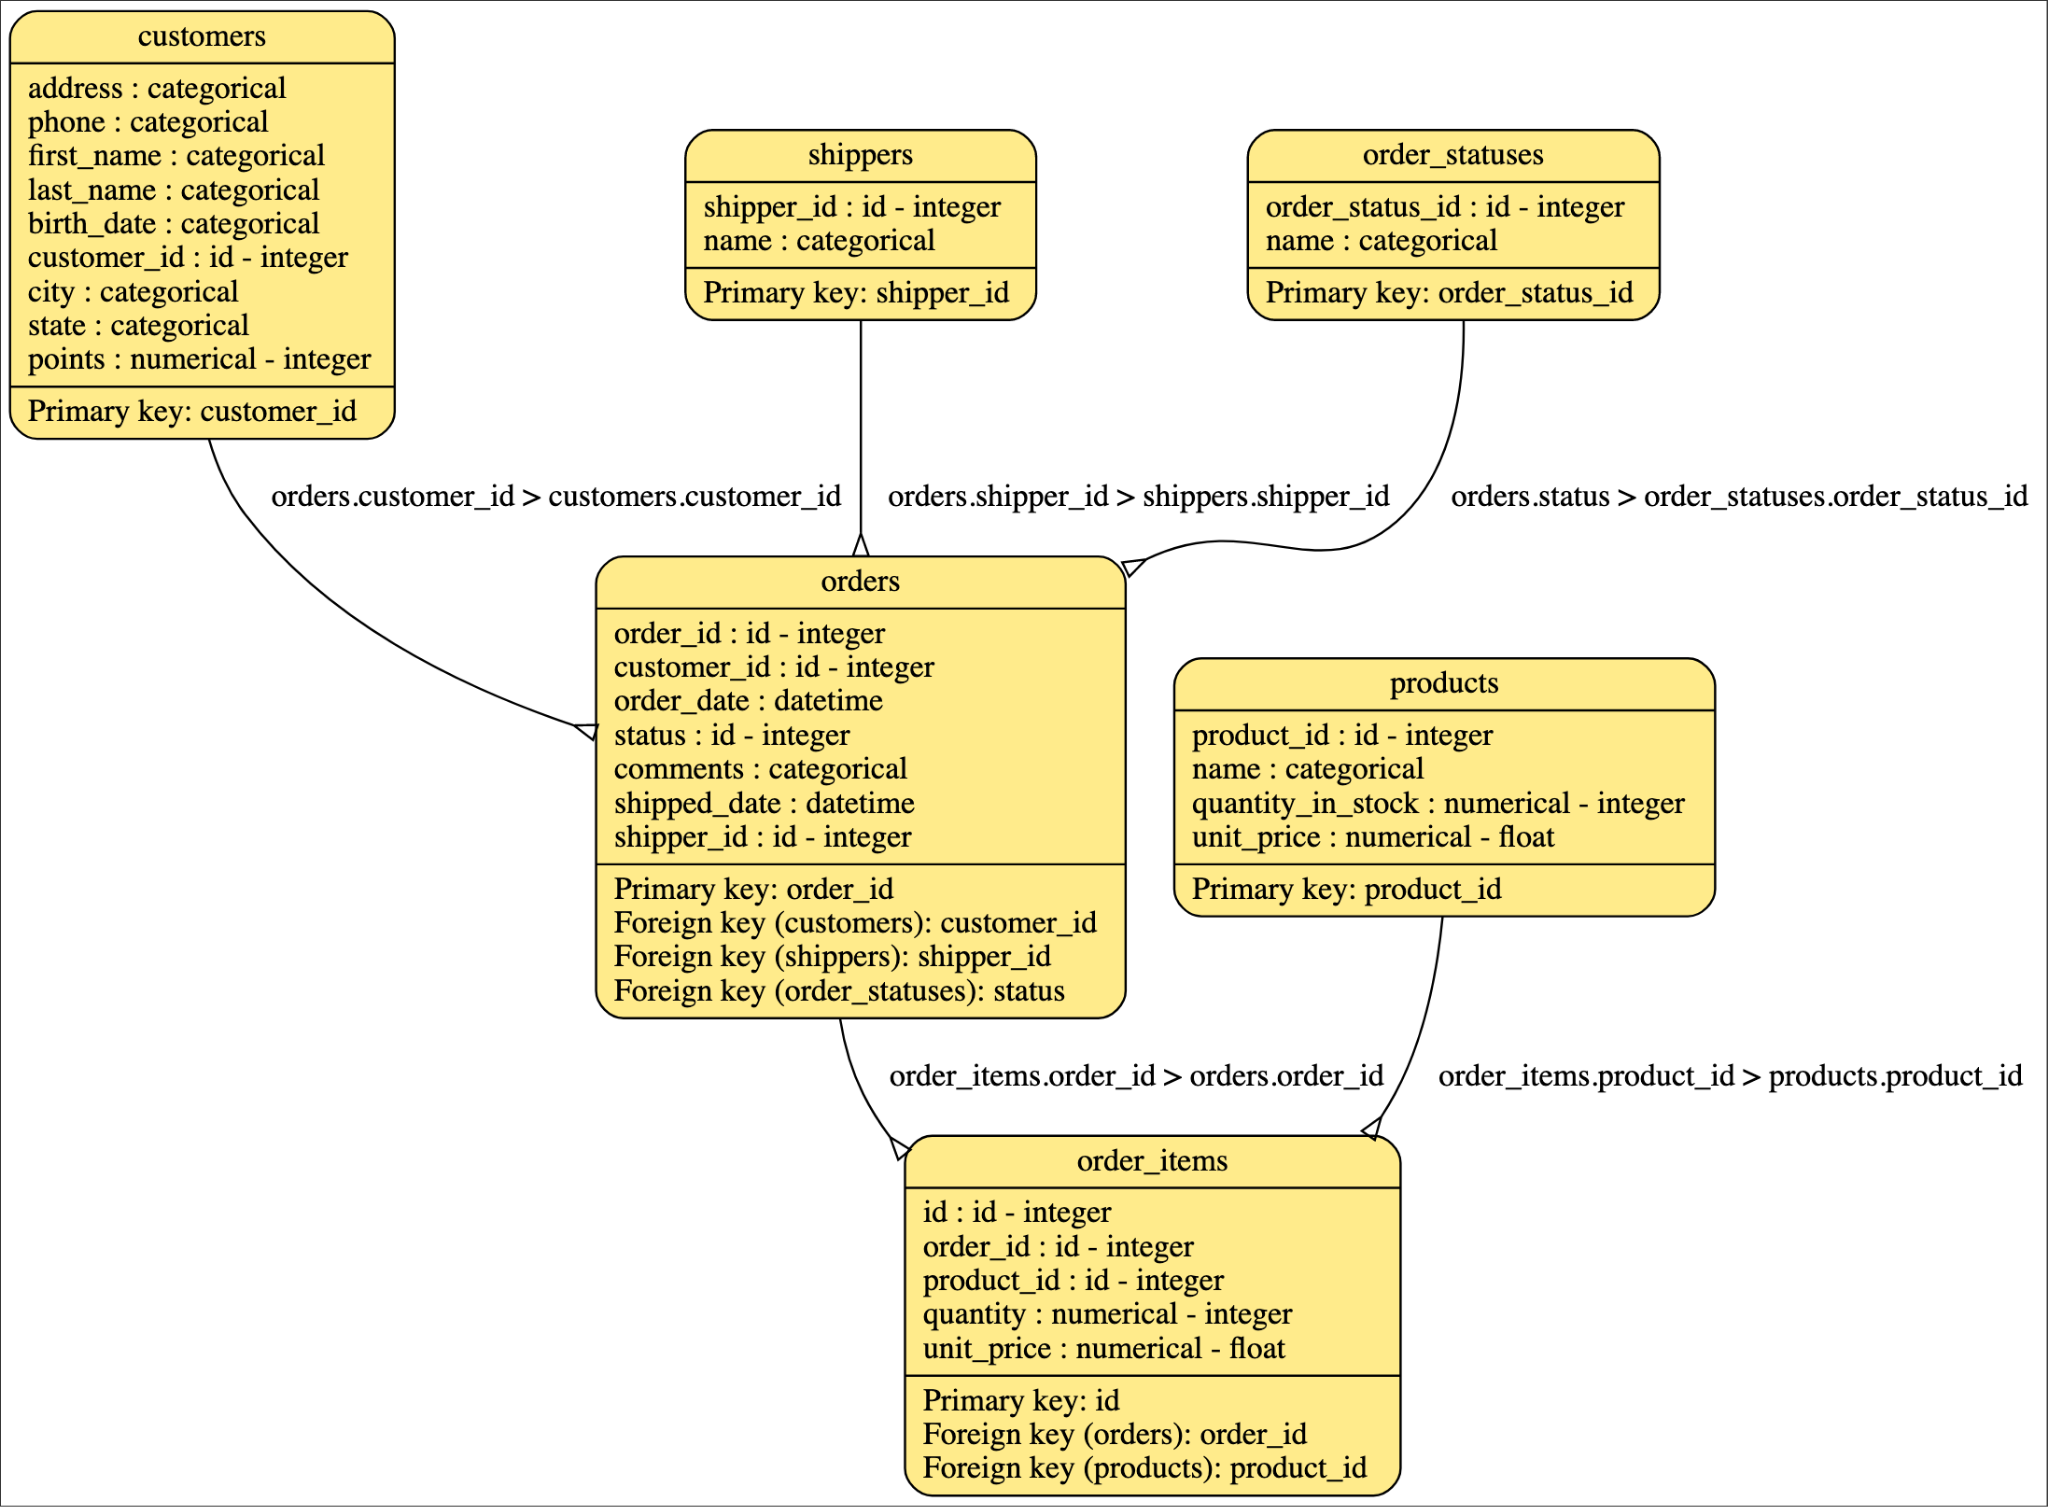 customers
address : categorical
phone : categorical
first_name : categorical
last_name : categorical
birth_date : categorical
customer_id : id - integer
city : categorical
state : categorical
points : numerical - integer
Primary key: customer_id
shippers
shipper_id : id - integer
name : categorical
Primary key: shipper_id
order_statuses
order_status_id : id - integer
name : categorical
Primary key: order_status_id
orders.customer_id > customers.customer_id
orders.shipper_id > shippers.shipper_id
orders.status > order_statuses.order_status_id
orders
order_id : id - integer
customer_id : id - integer
order_date : datetime
status : id - integer
comments : categorical
shipped_date : datetime
shipper_id : id - integer
Primary key: order_id
Foreign key (customers): customer_id
Foreign key (shippers): shipper_id
Foreign key (order_statuses): status
products
product_id : id - integer
name : categorical
quantity_in_stock : numerical - integer
unit_price : numerical - float
Primary key: product_id
order_items.order_id > orders.order_id
order_items.product_id > products.product_id
order_items
id : id - integer
order_id : id - integer
product_id : id - integer
quantity : numerical - integer
unit_price : numerical - float
Primary key: id
Foreign key (orders): order_id
Foreign key (products): product_id